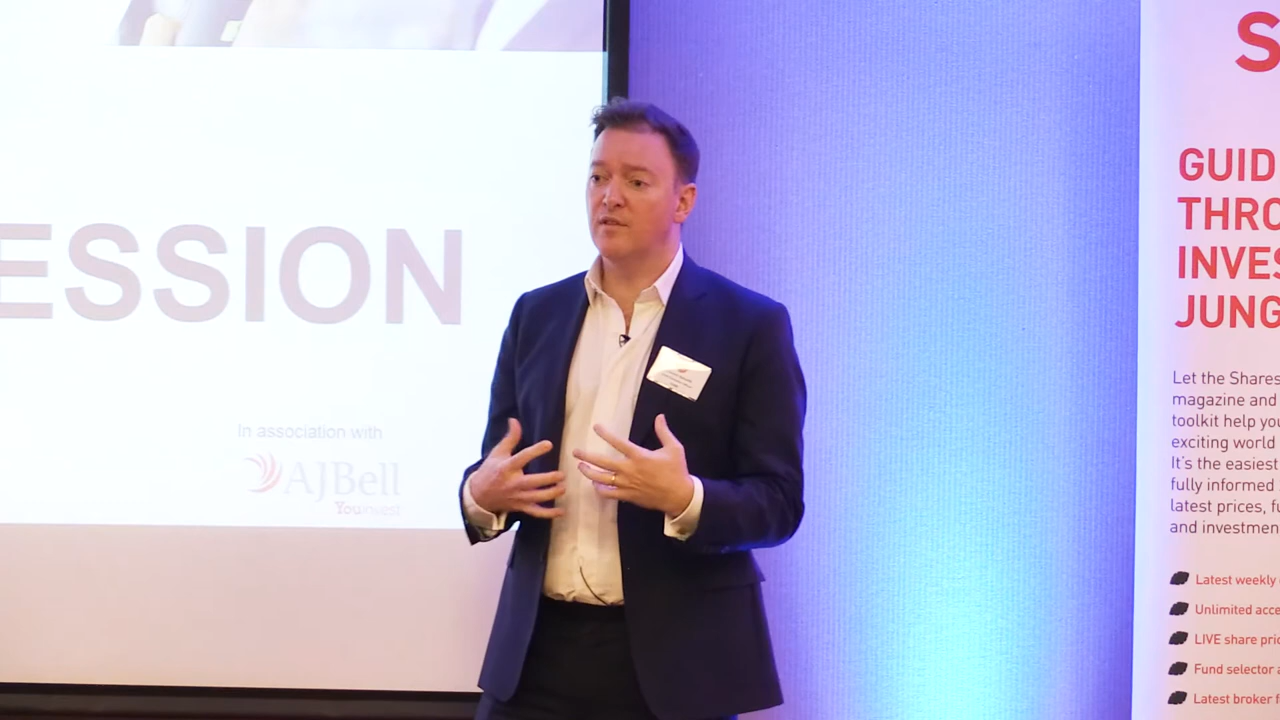 ESSION
In association with
AJBell
Youinvest
S
GUID
THRO
INVES
JUNG
Let the Shares
magazine and
toolkit help you
exciting world
It's the easiest
fully informed
latest prices, fu
and investmen
Latest weekly
Unlimited acce
LIVE share pric
Fund selector a
Latest broker f